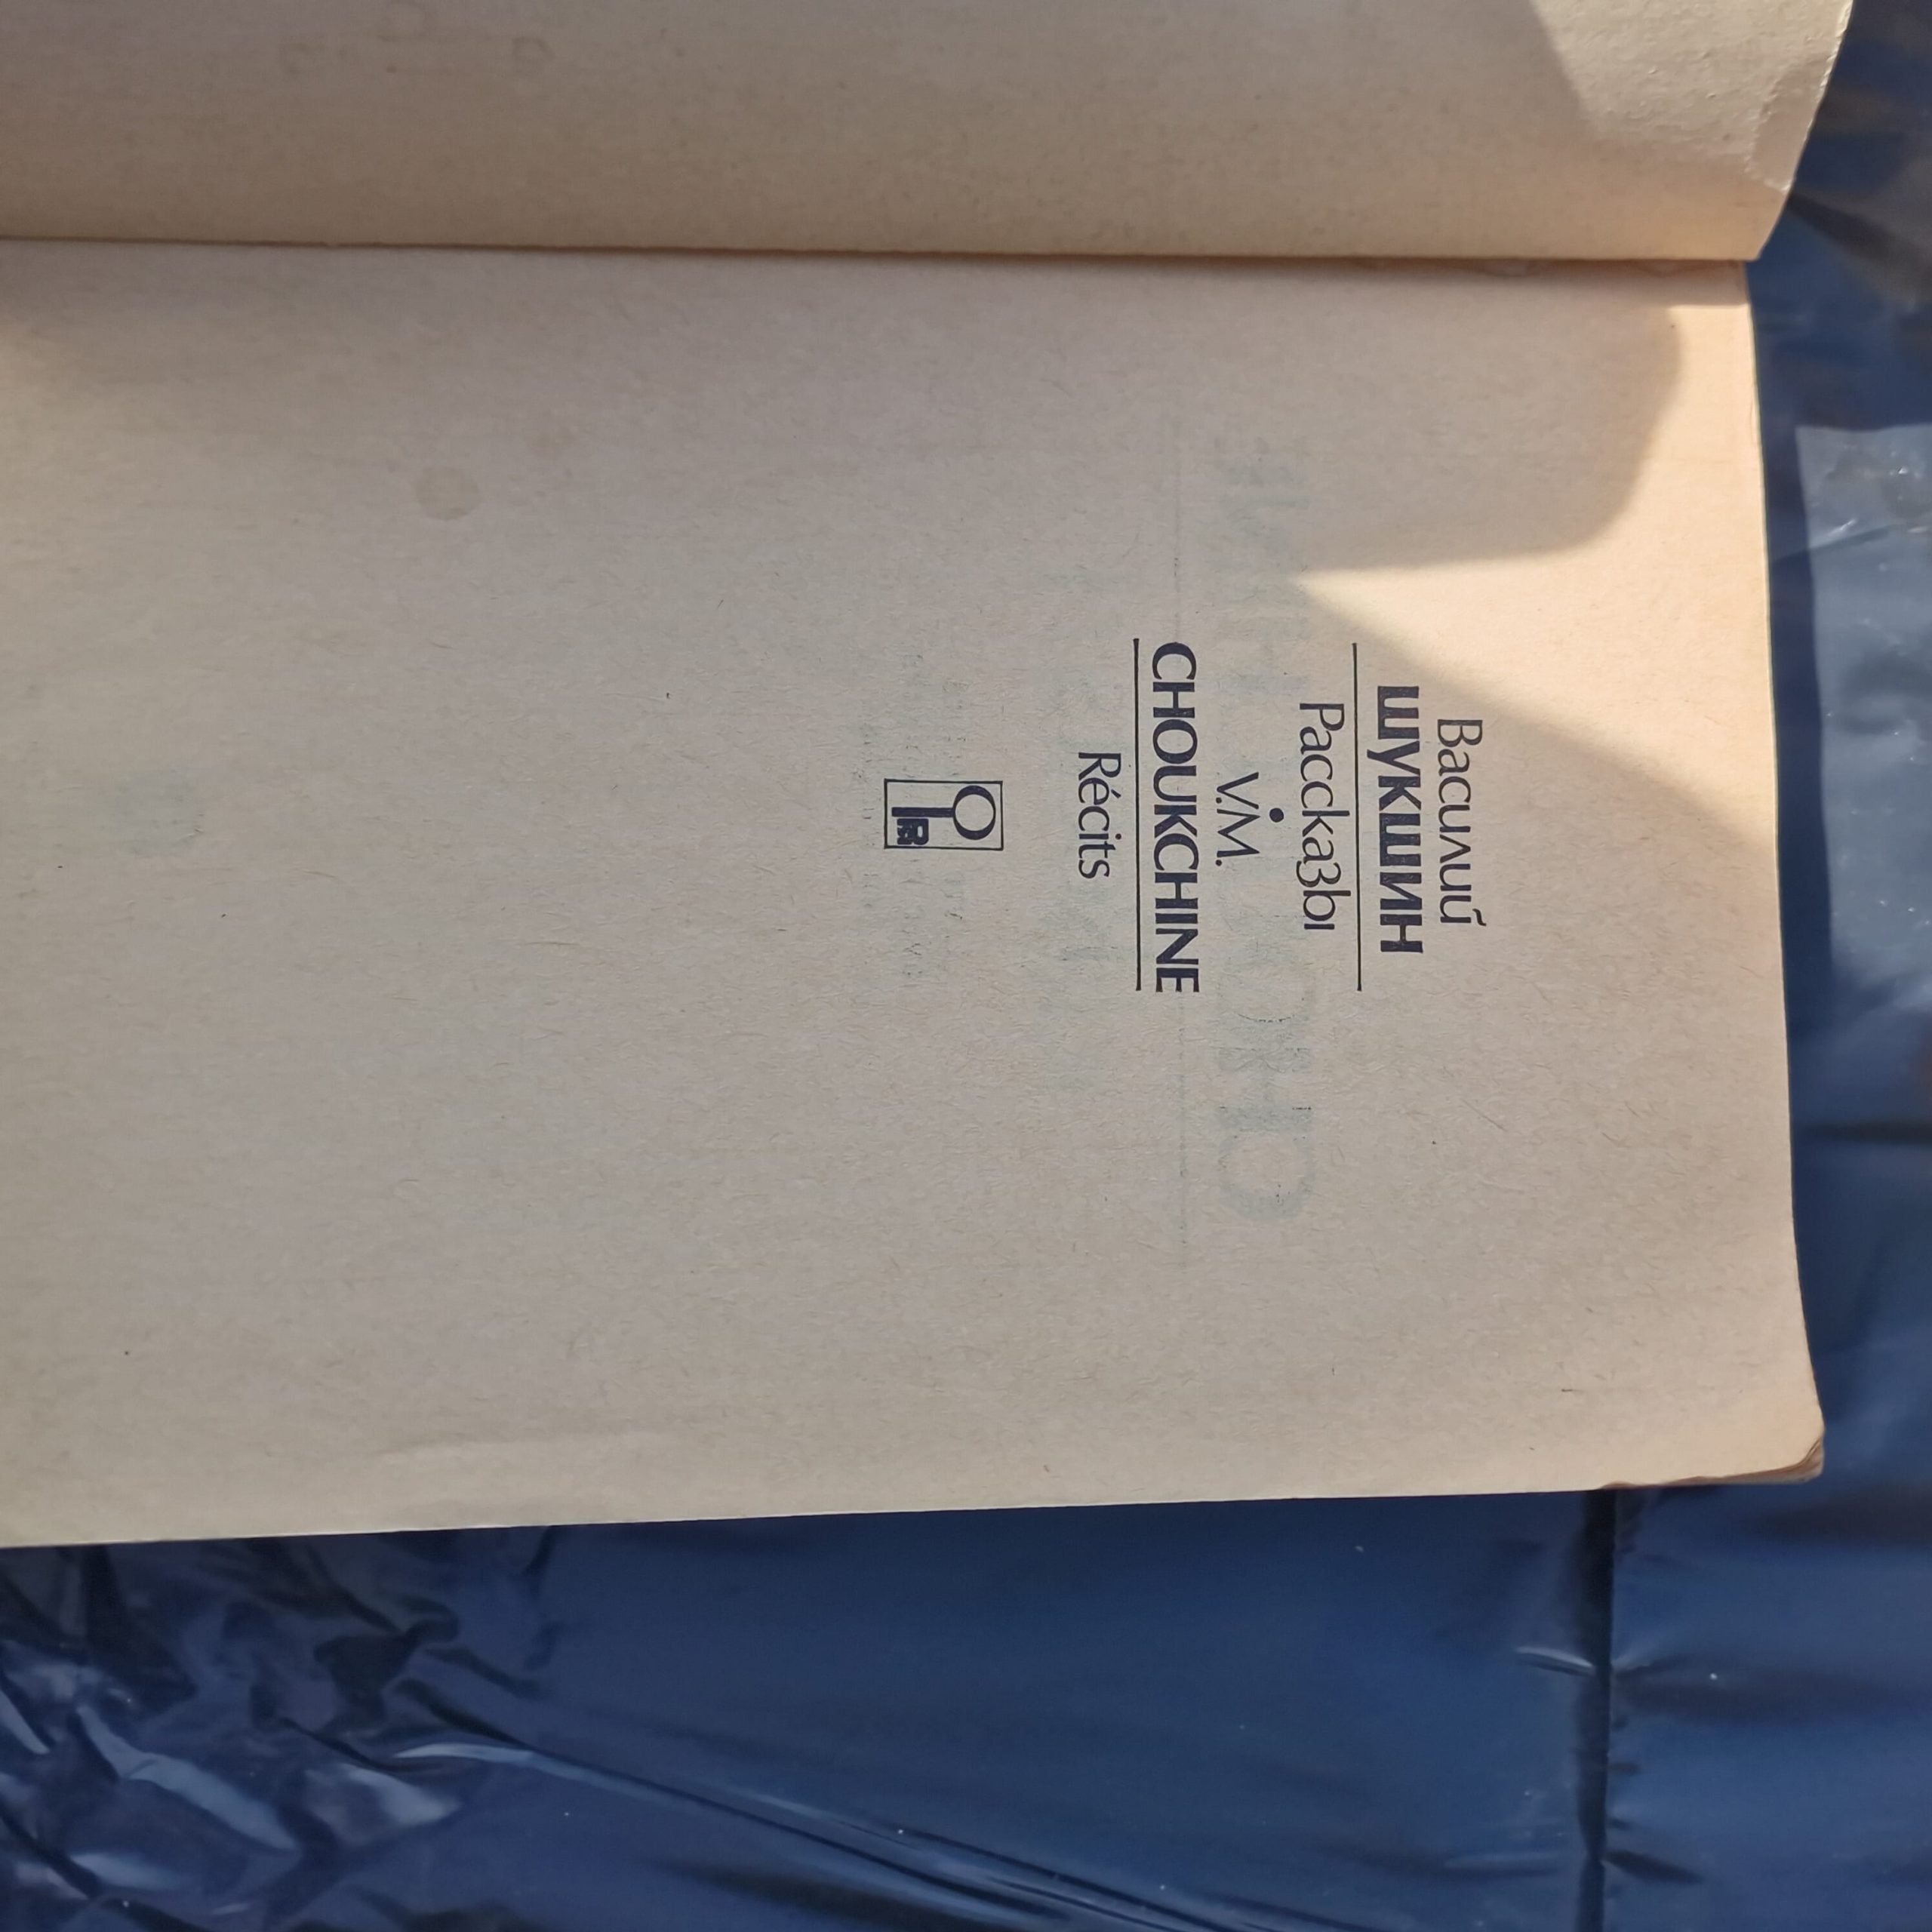 Василий
ШУКШИН
Рассказы
•
V.M.
CHOUKCHINE
Récits